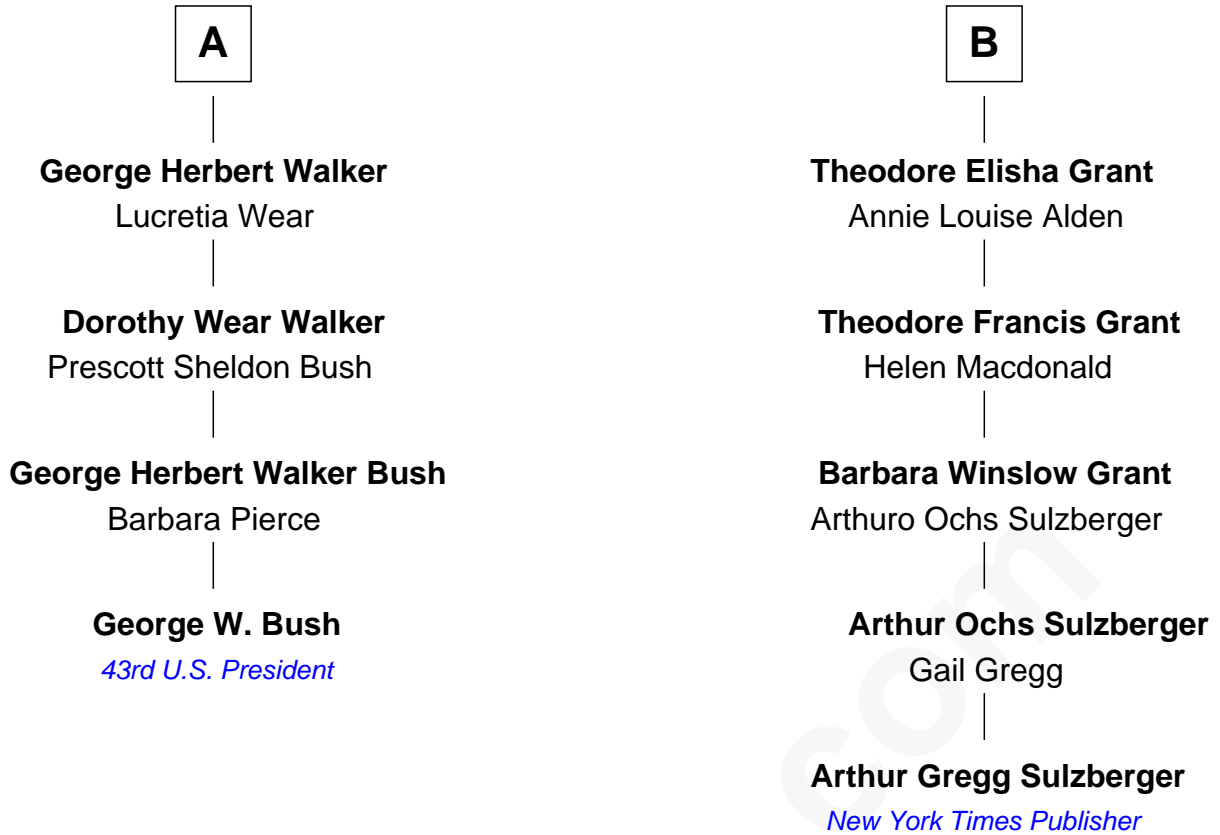 A
George Herbert Walker
Lucretia Wear
Dorothy Wear Walker
Prescott Sheldon Bush
George Herbert Walker Bush
Barbara Pierce
George W. Bush
43rd U.S. President
B
Theodore Elisha Grant
Annie Louise Alden
Theodore Francis Grant
Helen Macdonald
Barbara Winslow Grant
Arthuro Ochs Sulzberger
Arthur Ochs Sulzberger
Gail Gregg
Arthur Gregg Sulzberger
New York Times Publisher
com